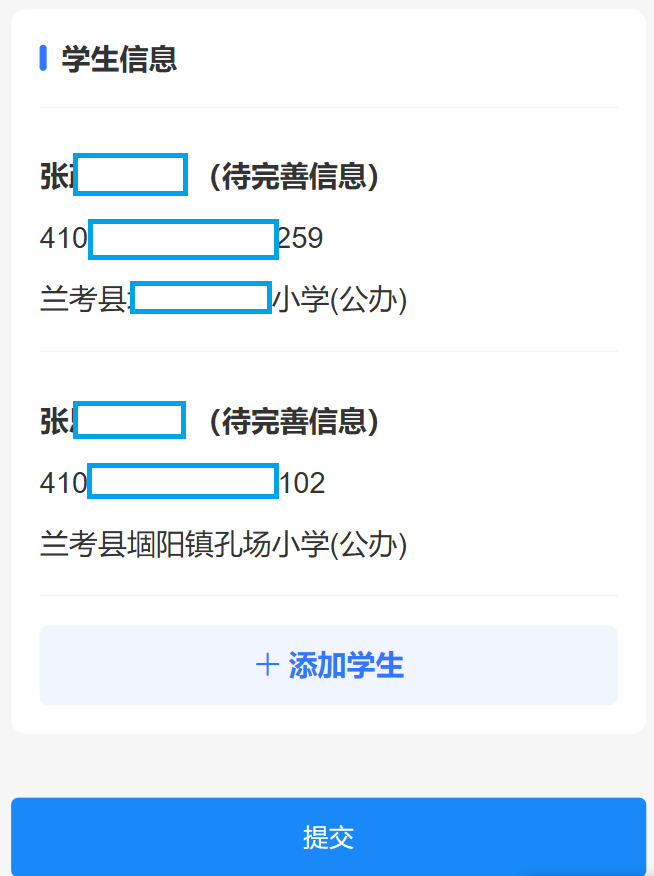 学生信息
张 （待完善信息）
410 259
兰考县 小学(公办)
张 （待完善信息）
410 102
兰考县堌阳镇孔场小学(公办)
＋ 添加学生
提交